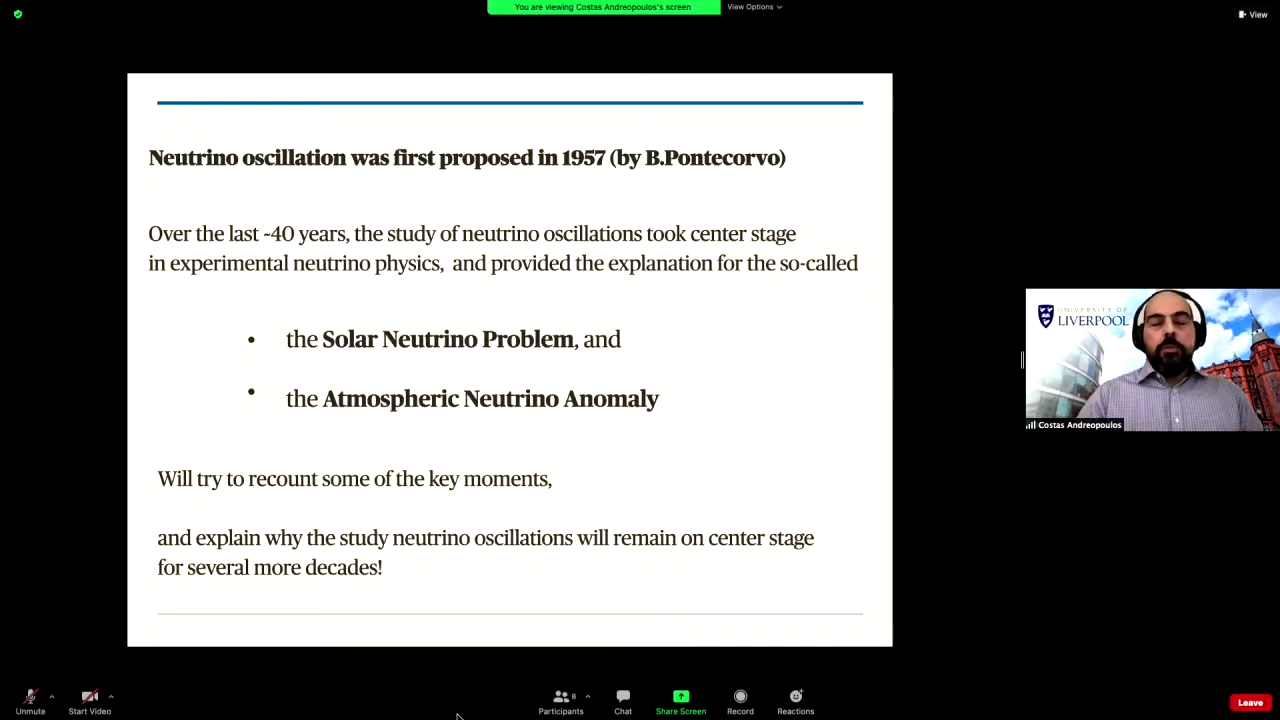 You are viewing Costas Andreopoulos's screen
View Options
View
Neutrino oscillation was first proposed in 1957 (by B.Pontecorvo)
Over the last ~40 years, the study of neutrino oscillations took center stage
in experimental neutrino physics, and provided the explanation for the so-called
• the Solar Neutrino Problem, and
• the Atmospheric Neutrino Anomaly
Will try to recount some of the key moments,
and explain why the study neutrino oscillations will remain on center stage
for several more decades!
UNIVERSITY OF
LIVERPOOL
Costas Andreopoulos
Unmute
Start Video
Participants
8
Chat
Share Screen
Record
Reactions
Leave